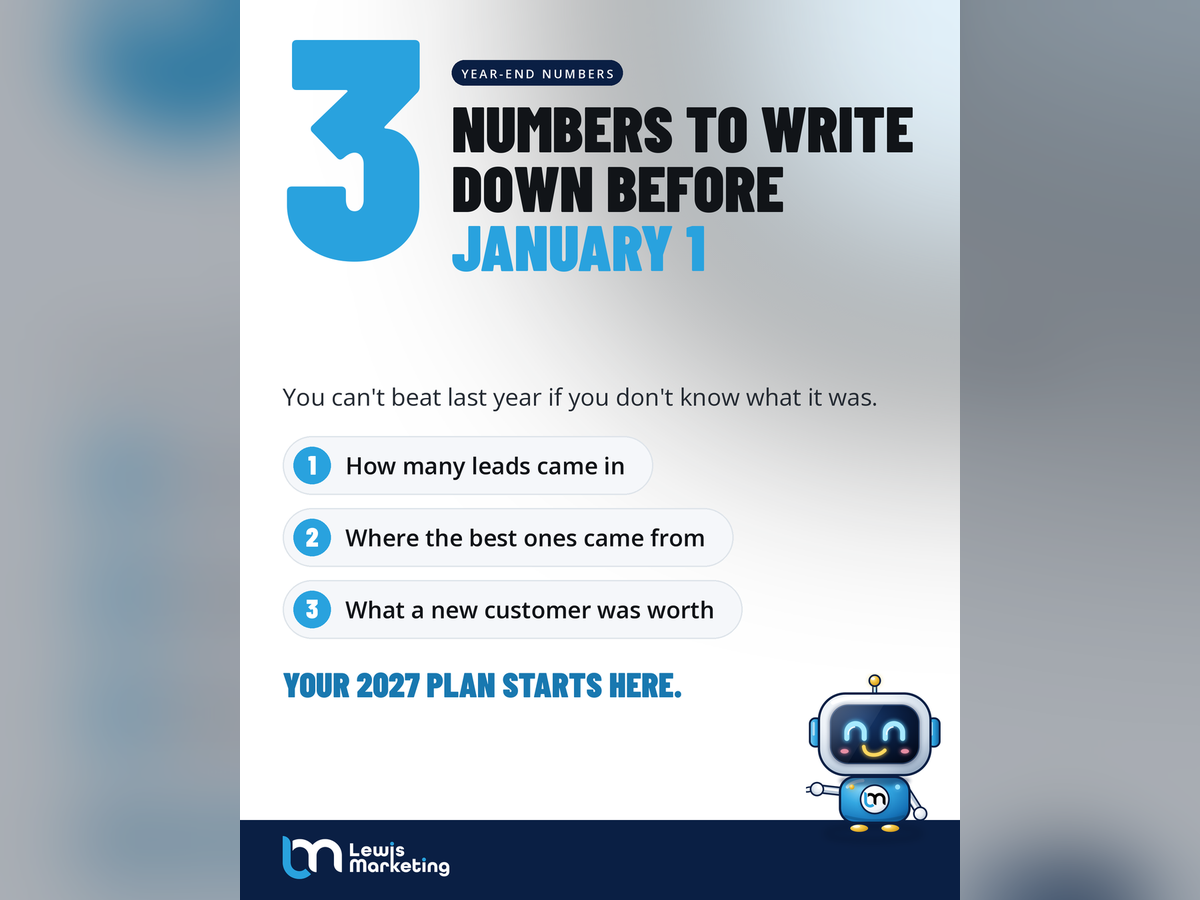 3
YEAR-END NUMBERS
NUMBERS TO WRITE
DOWN BEFORE
JANUARY 1
You can't beat last year if you don't know what it was.
1 How many leads came in
2 Where the best ones came from
3 What a new customer was worth
YOUR 2027 PLAN STARTS HERE.
bm
bm Lewis
Marketing